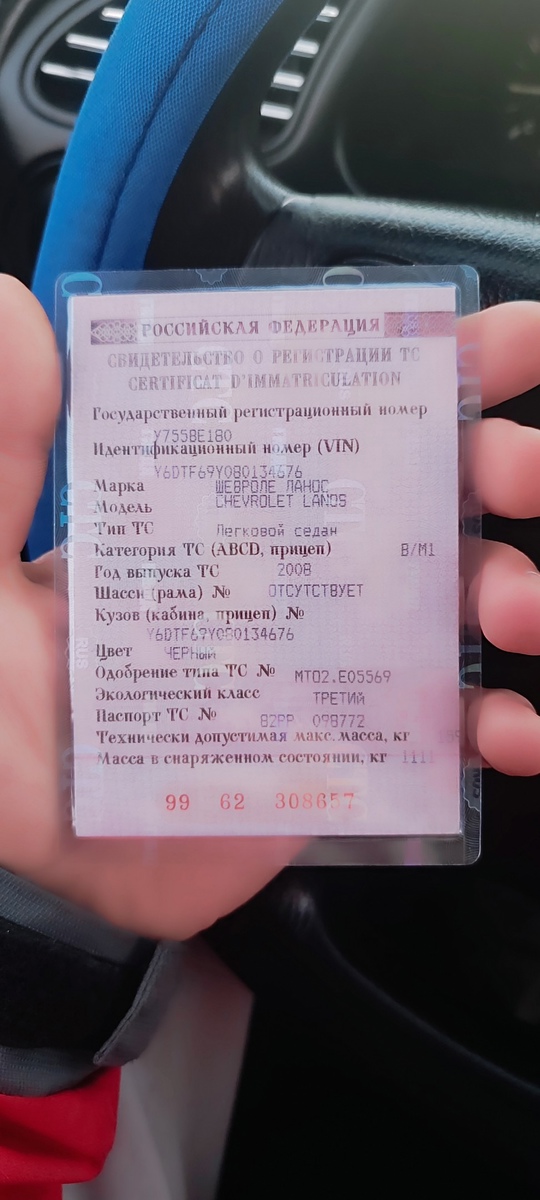 РОССИЙСКАЯ ФЕДЕРАЦИЯ
СВИДЕТЕЛЬСТВО О РЕГИСТРАЦИИ ТС
CERTIFICAT D'IMMATRICULATION
Государственный регистрационный номер
У755ВЕ180
Идентификационный номер (VIN)
Y6DTF69Y080134676
Марка ШЕВРОЛЕ ЛАНОС
Модель CHEVROLET LANOS
Тип ТС Легковой седан
Категория ТС (ABCD, прицеп) B/M1
Год выпуска ТС 2008
Шасси (рама) № ОТСУТСТВУЕТ
Кузов (кабина, прицеп) №
Y6DTF69Y080134676
Цвет ЧЕРНЫЙ
Одобрение типа ТС № МТ02.Е05569
Экологический класс ТРЕТИЙ
Паспорт ТС № 82РР 098772
Технически допустимая макс. масса, кг
Масса в снаряженном состоянии, кг 1111
99 62 308657